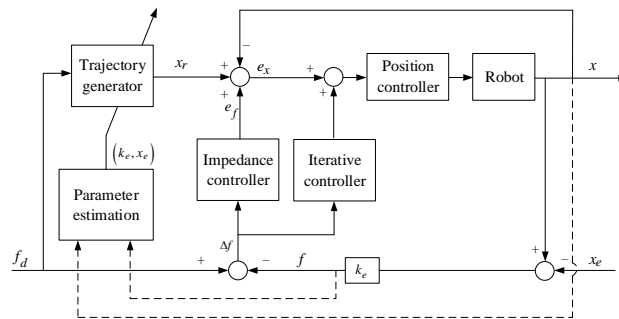 Trajectory
generator
x_r
+
−
+
e_x
e_f
+
+
Position
controller
Robot
x
(k_e, x_e)
Parameter
estimation
Impedance
controller
Iterative
controller
Δf
f_d
+
−
f
k_e
+
−
x_e